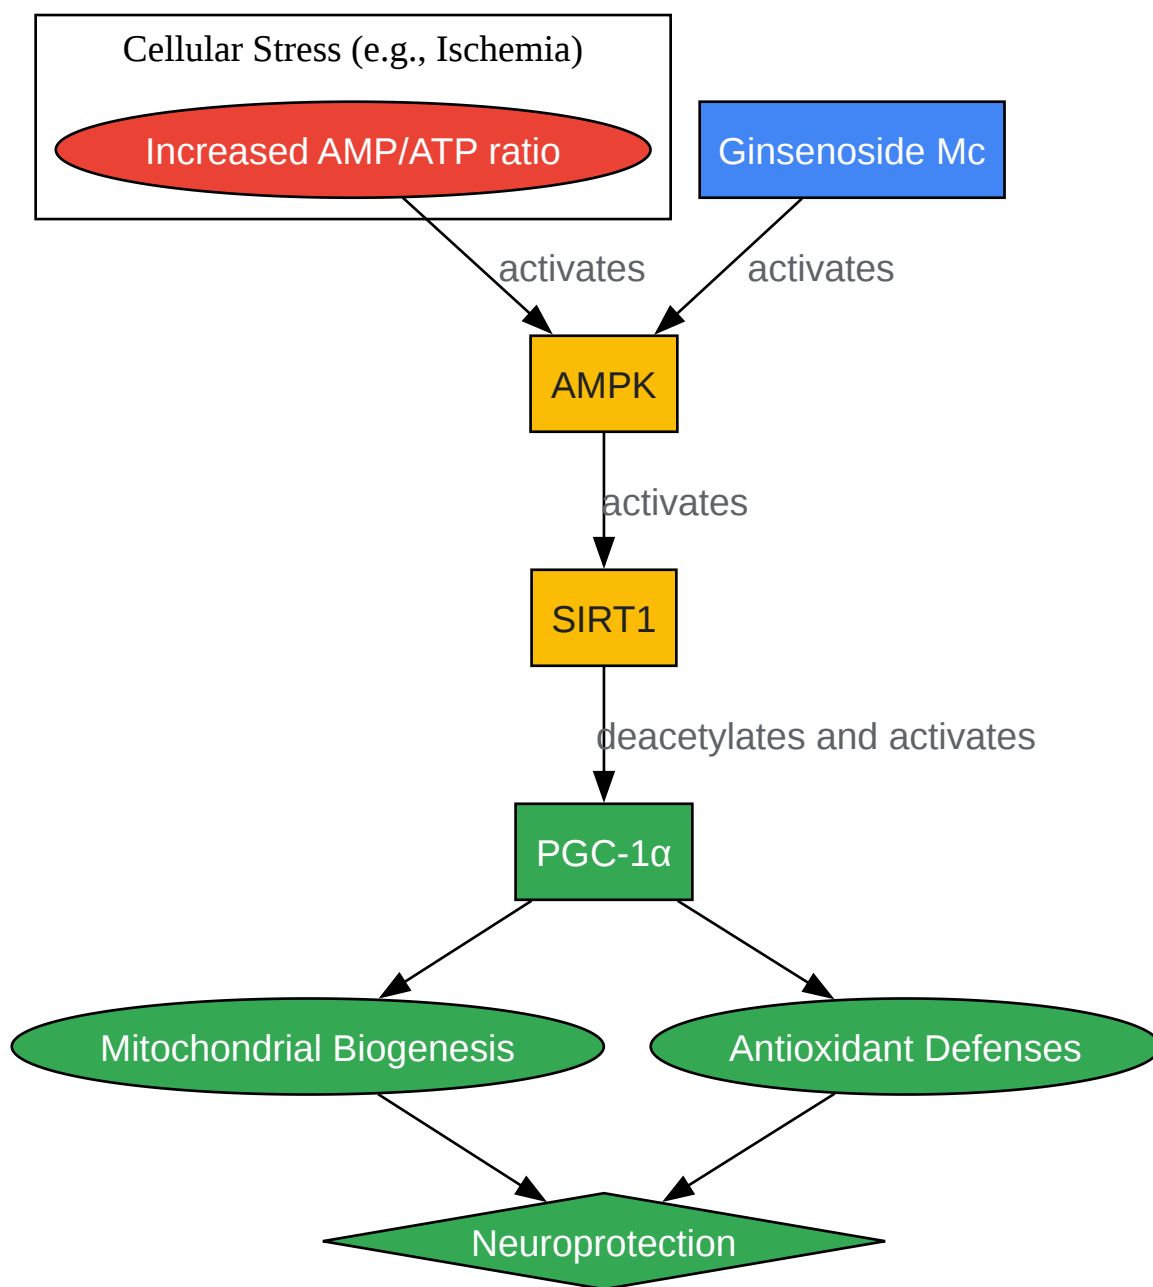 Cellular Stress (e.g., Ischemia)
Increased AMP/ATP ratio
Ginsenoside Mc
activates
activates
AMPK
activates
SIRT1
deacetylates and activates
PGC-1α
Mitochondrial Biogenesis
Antioxidant Defenses
Neuroprotection